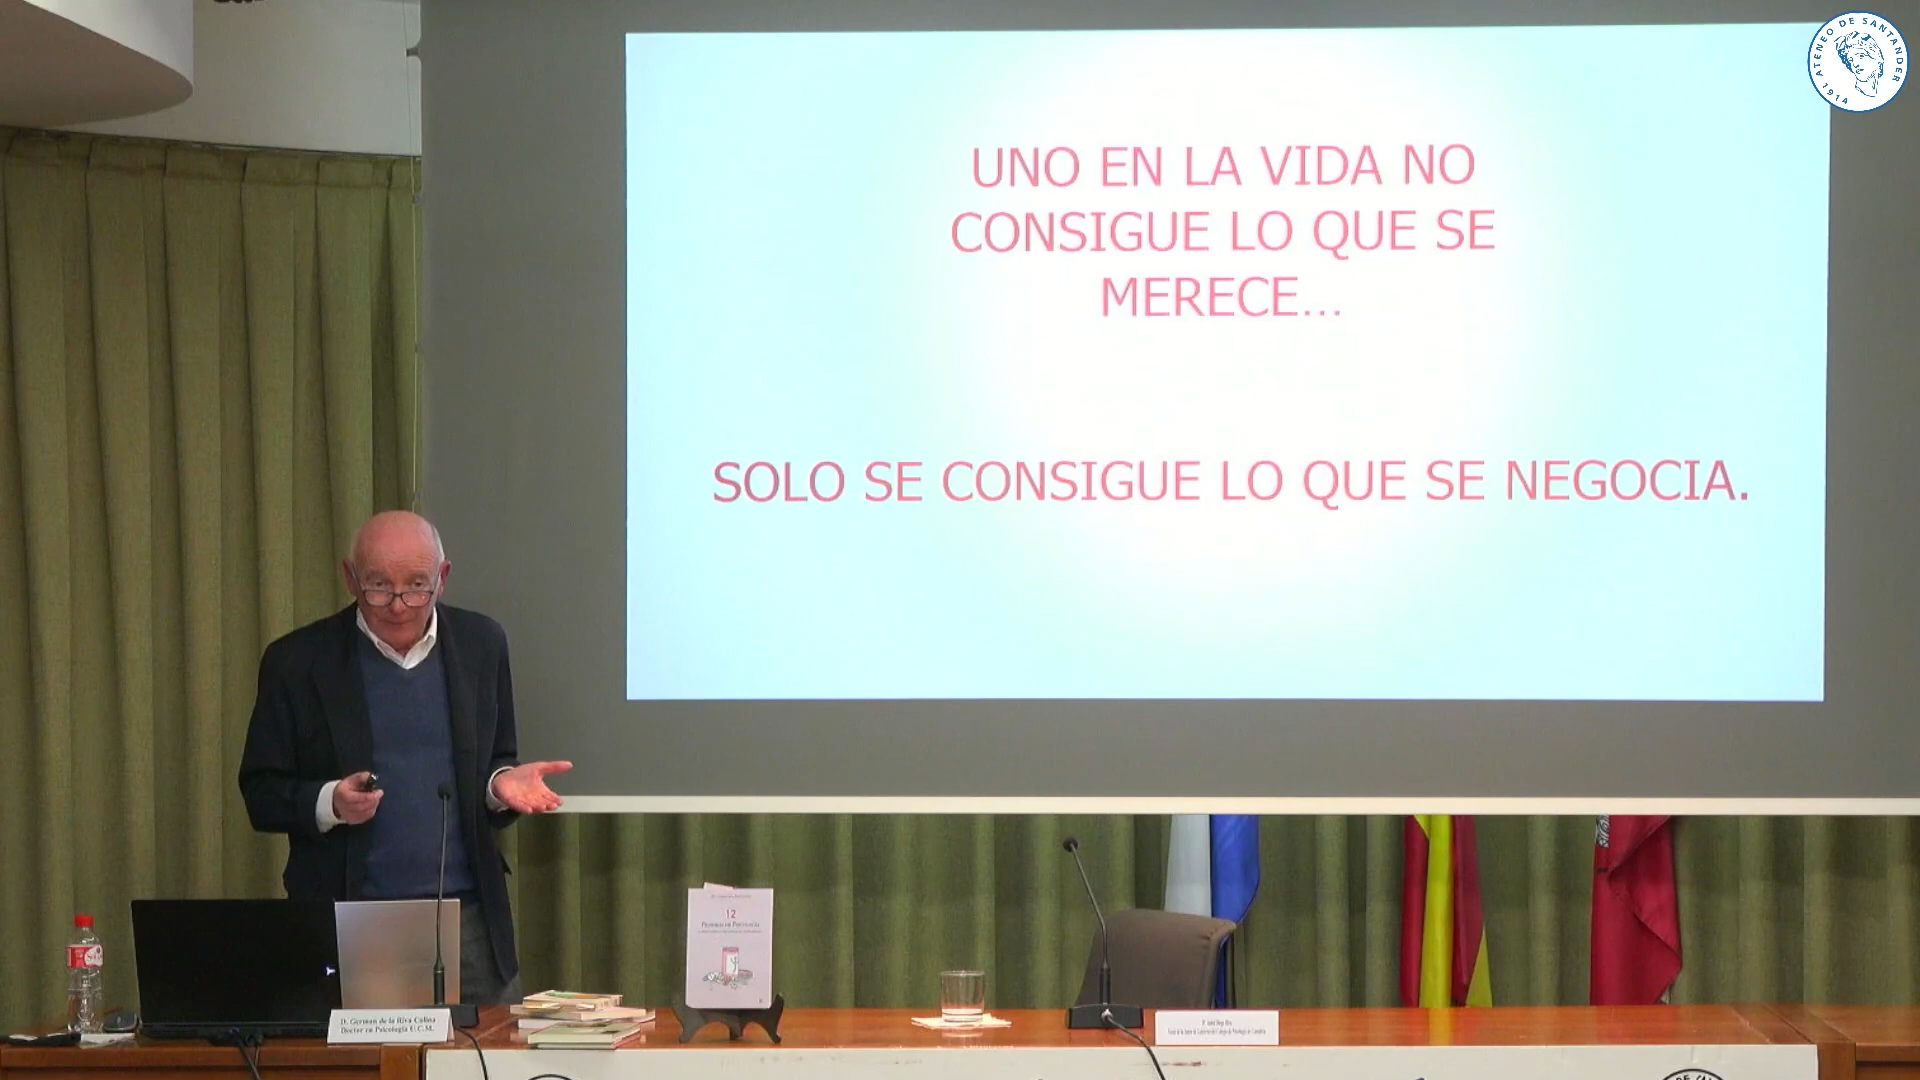 ATENEO DE SANTANDER
1914
UNO EN LA VIDA NO
CONSIGUE LO QUE SE
MERECE...
SOLO SE CONSIGUE LO QUE SE NEGOCIA.
12
D. German de la Riva Colina
Doctor en Psicología U.C.M.